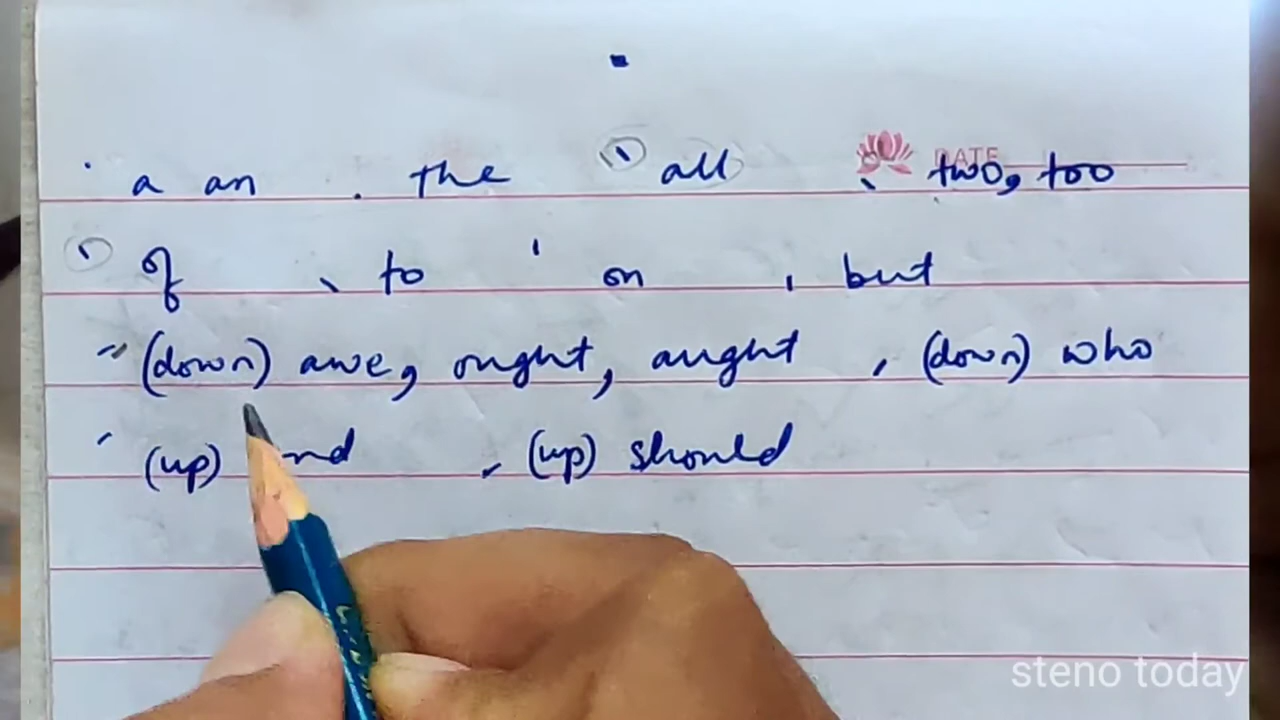 a an . the all DATE two, too
of to on but
(down) awe, ought, aught , (down) who
(up) (up) should
steno today